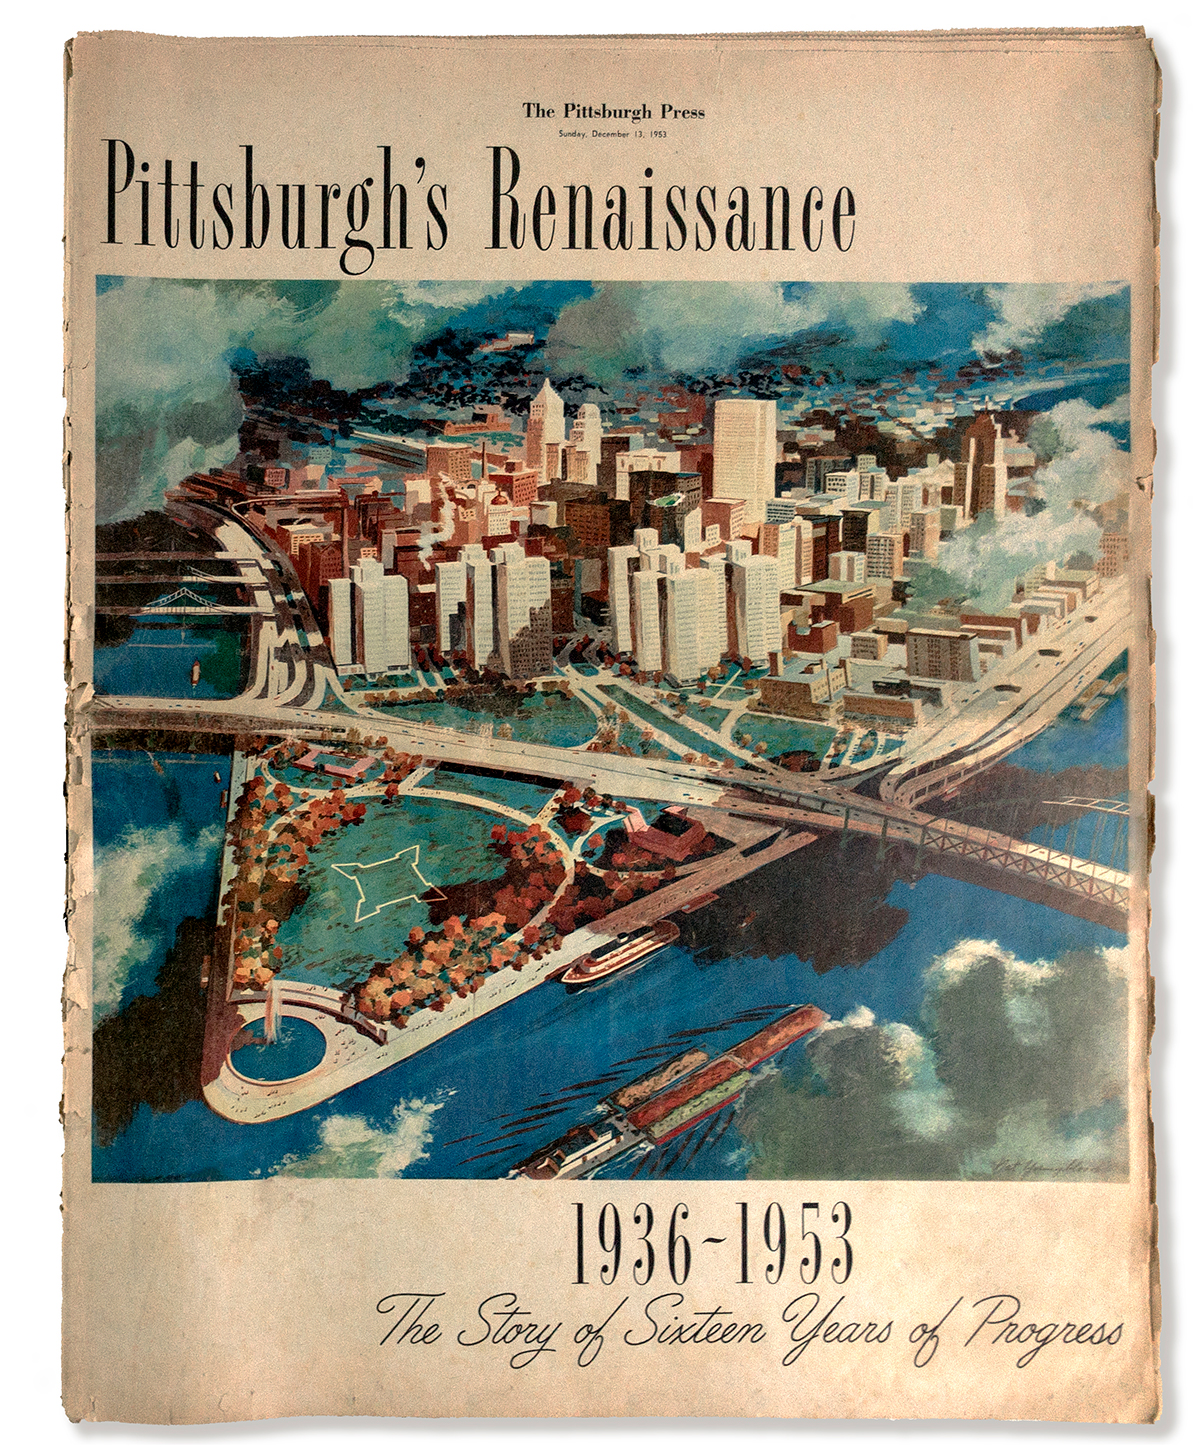 The Pittsburgh Press
Sunday, December 13, 1953
Pittsburgh's Renaissance
1936-1953
The Story of Sixteen Years of Progress